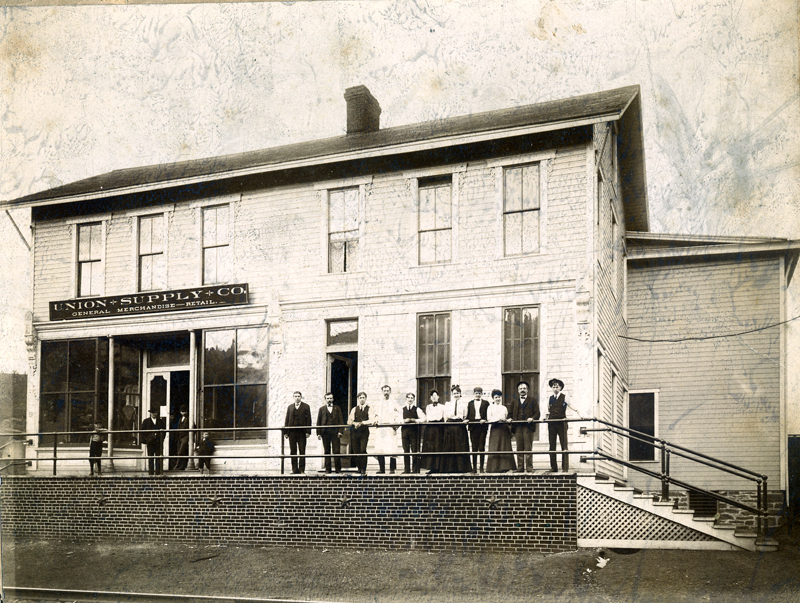 UNION + SUPPLY + CO.
GENERAL MERCHANDISE—RETAIL.